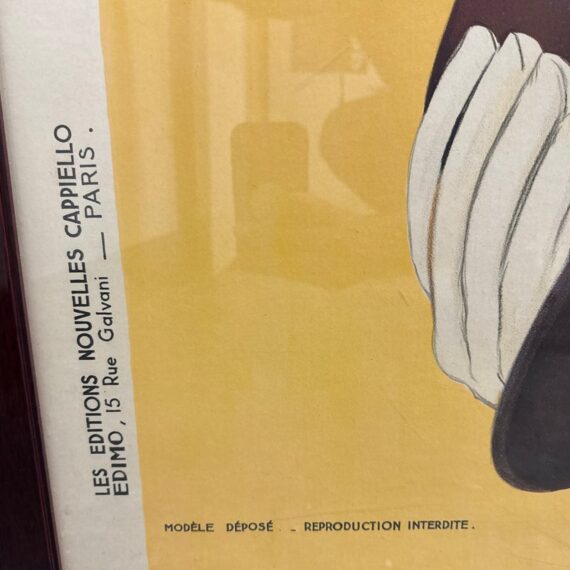 LES EDITIONS NOUVELLES CAPPIELLO
EDIMO, 15 Rue Galvani — PARIS.
MODÈLE DÉPOSÉ. - REPRODUCTION INTERDITE.